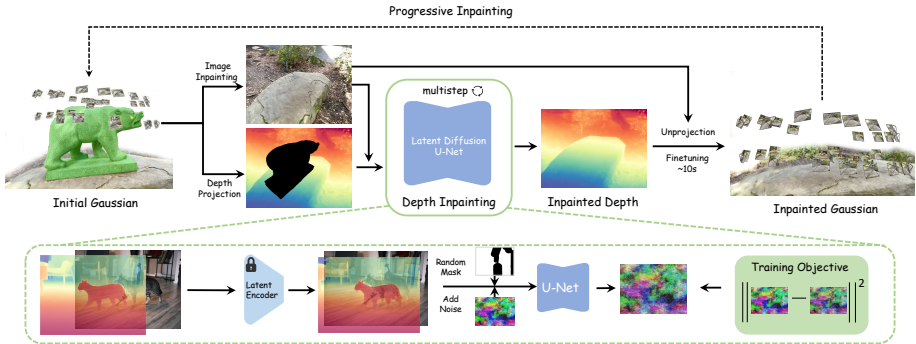 Progressive Inpainting
Image
Inpainting
multistep
Latent Diffusion
U-Net
Unprojection
Finetuning
~10s
Depth
Projection
Initial Gaussian
Depth Inpainting
Inpainted Depth
Inpainted Gaussian
Random
Mask
Latent
Encoder
Add
Noise
U-Net
Training Objective
2